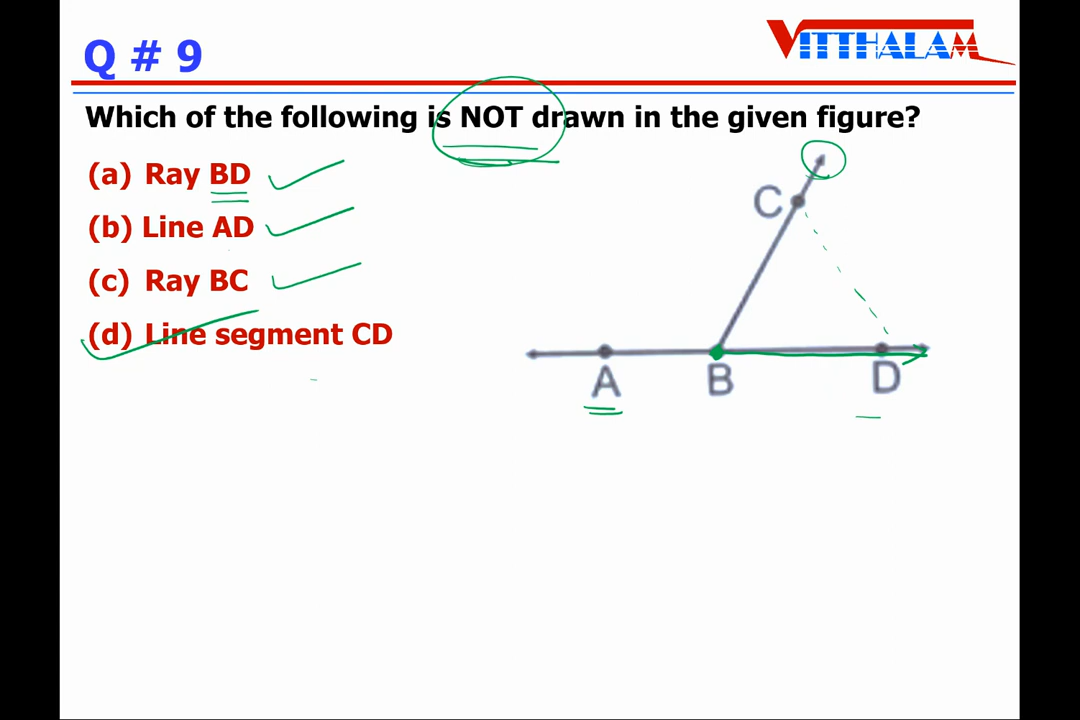 Q # 9
VITTHALAM
Which of the following is NOT drawn in the given figure?
(a) Ray BD
(b) Line AD
(c) Ray BC
(d) Line segment CD
C
A
B
D